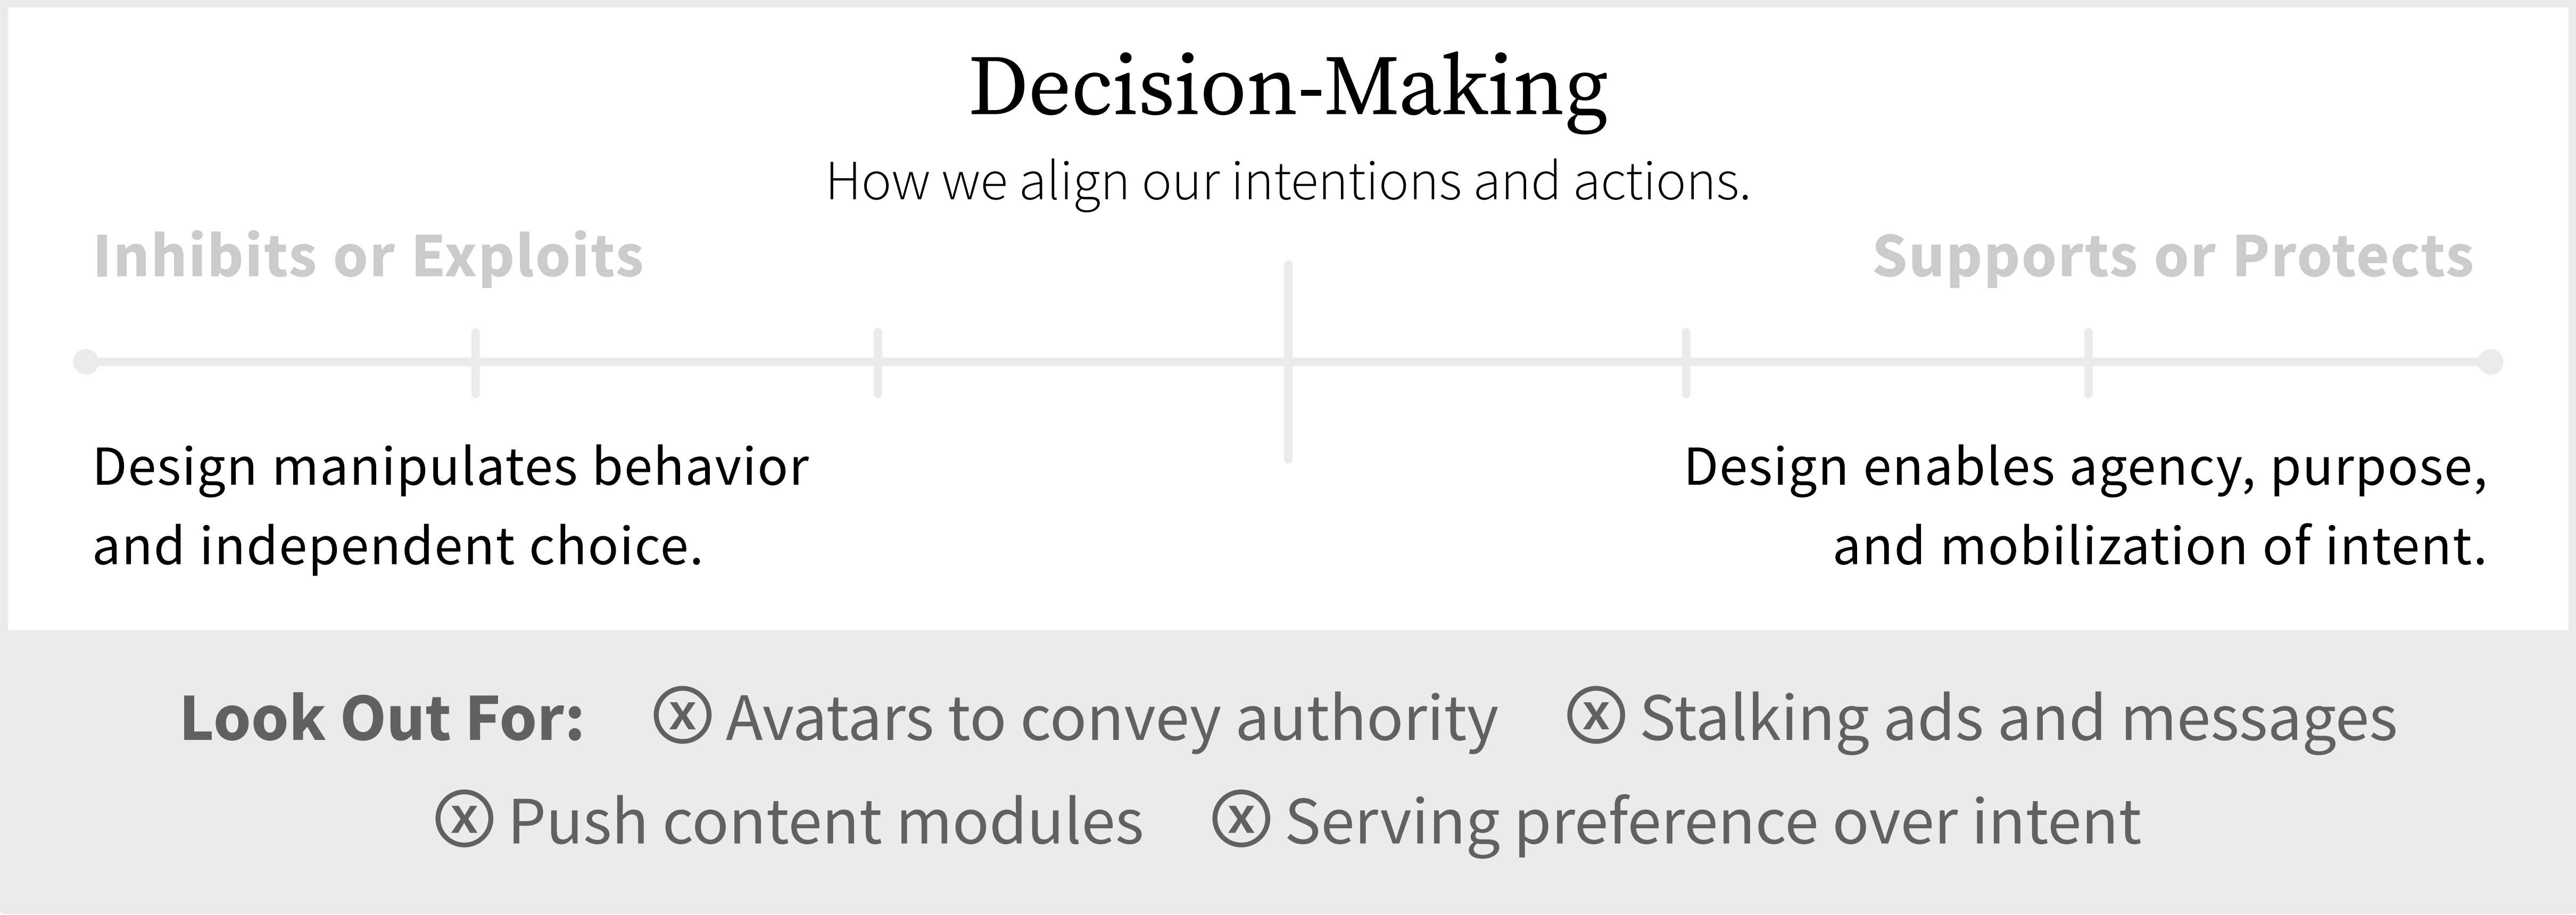 Decision-Making
How we align our intentions and actions.
Inhibits or Exploits
Supports or Protects
Design manipulates behavior
and independent choice.
Design enables agency, purpose,
and mobilization of intent.
Look Out For: ⓧ Avatars to convey authority ⓧ Stalking ads and messages
ⓧ Push content modules ⓧ Serving preference over intent